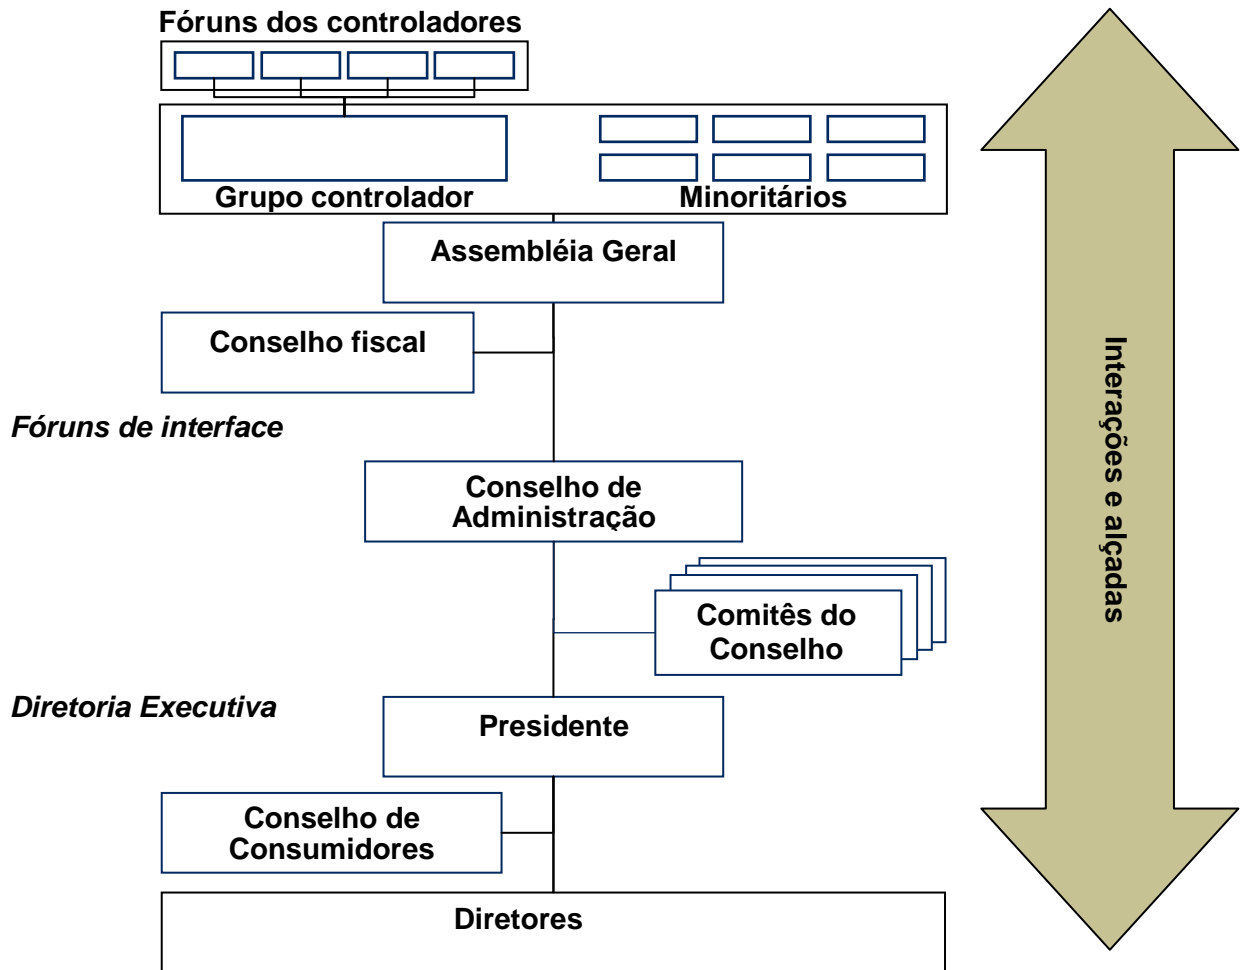 Fóruns dos controladores
Grupo controlador
Minoritários
Assembléia Geral
Conselho fiscal
Fóruns de interface
Conselho de
Administração
Comitês do
Conselho
Diretoria Executiva
Presidente
Conselho de
Consumidores
Diretores
Interações e alçadas